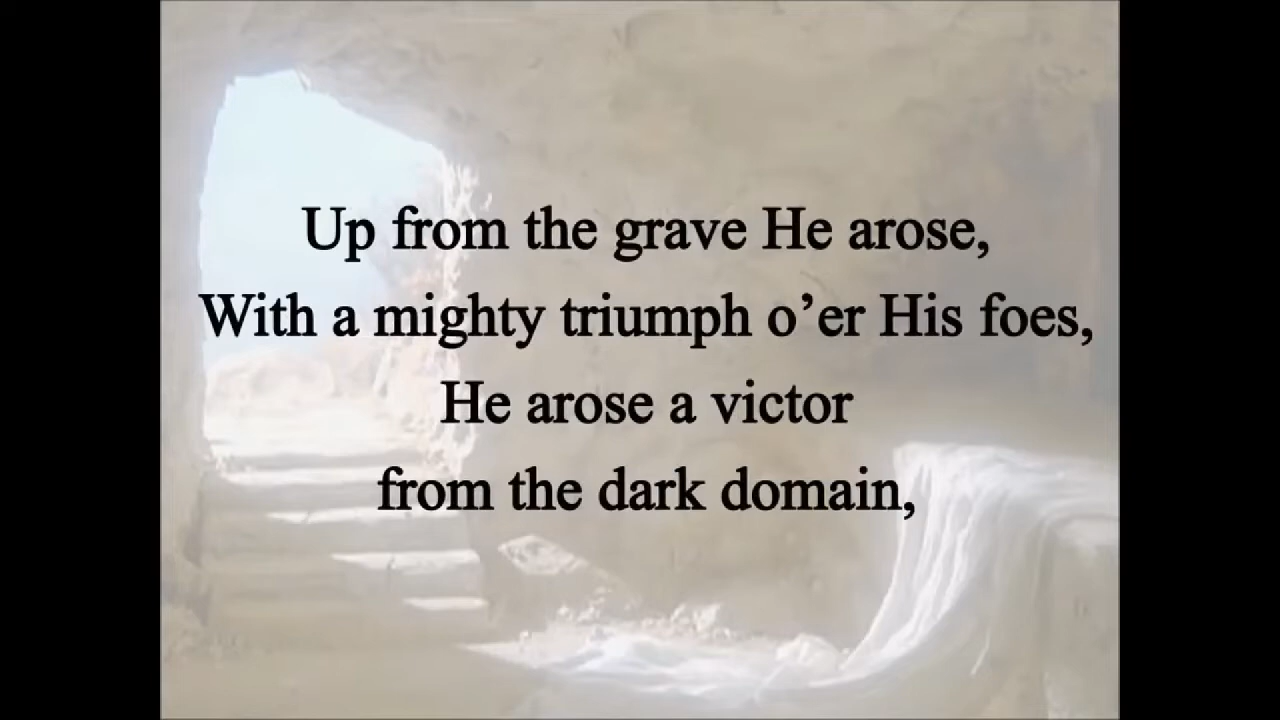 Up from the grave He arose,
With a mighty triumph o’er His foes,
He arose a victor
from the dark domain,